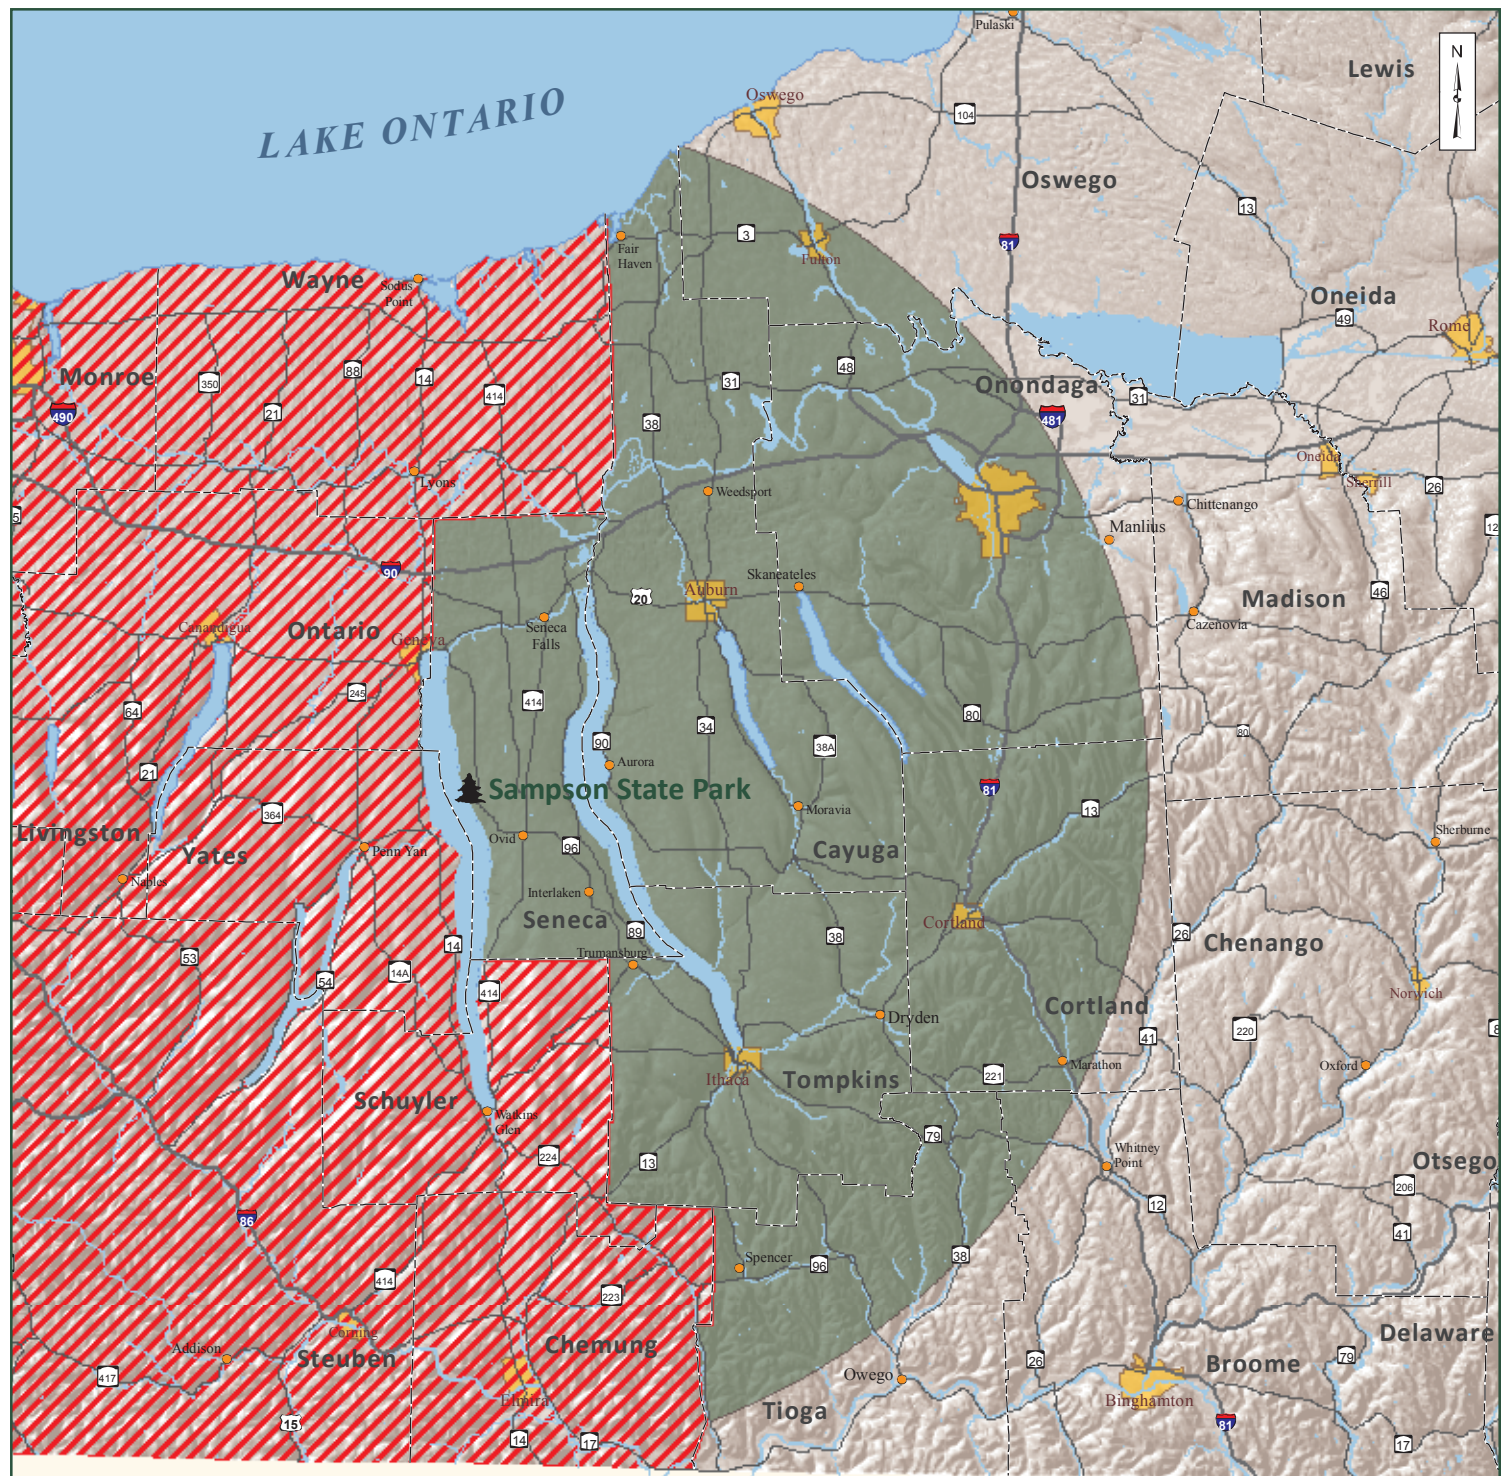 Pulaski
N
Lewis
Oswego
LAKE ONTARIO
104
Oswego
13
3
81
Fulton
Fair
Haven
Wayne
Sodus
Point
Oneida
49
Rome
Monroe
350
88
14
414
21
490
31
48
38
Onondaga
31
481
Lyons
Weedsport
Oneida
Sherrill
26
Chittenango
Manlius
5
12
90
20
Auburn
Skaneateles
46
Madison
Cazenovia
Canandigua
Ontario
Geneva
Seneca
Falls
245
414
64
34
80
80
90
38A
21
Aurora
Sampson State Park
81
364
Moravia
13
Livingston
Yates
Penn Yan
Ovid
96
Cayuga
Sherburne
Naples
Interlaken
Seneca
89
Cortland
26
Chenango
53
14
38
Trumansburg
14A
54
414
Norwich
Cortland
Dryden
220
8
41
Ithaca
Tompkins
221
Marathon
Oxford
Schuyler
Watkins
Glen
79
224
13
Whitney
Point
Otsego
206
12
86
41
Spencer
96
38
414
223
Corning
Addison
Steuben
Chemung
Delaware
417
Owego
26
Broome
79
Elmira
Binghamton
Tioga
15
14
17
81
17